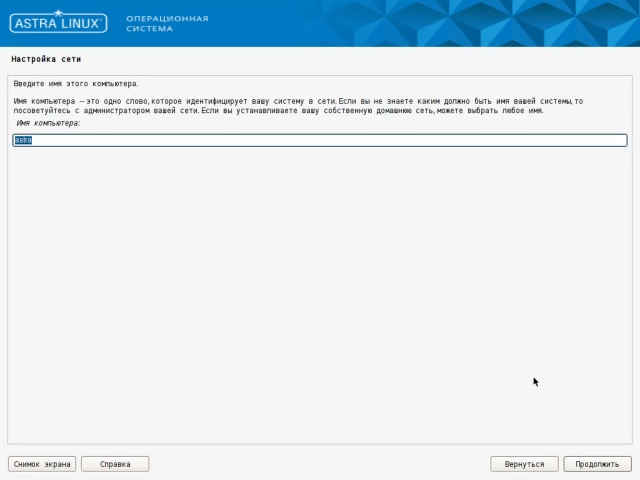 ASTRA LINUX®
ОПЕРАЦИОННАЯ
СИСТЕМА
Настройка сети
Введите имя этого компьютера.
Имя компьютера -- это одно слово, которое идентифицирует вашу систему в сети. Если вы не знаете каким должно быть имя вашей системы, то
посоветуйтесь с администратором вашей сети. Если вы устанавливаете вашу собственную домашнюю сеть, можете выбрать любое имя.
Имя компьютера:
astra
Снимок экрана
Справка
Вернуться
Продолжить